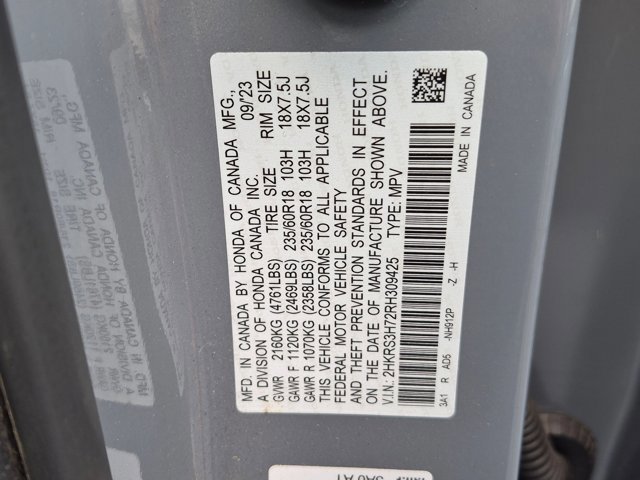 MFD. IN CANADA BY HONDA OF CANADA MFG., 09/'23
A DIVISION OF HONDA CANADA INC.
GVWR 2160KG (4761LBS) TIRE SIZE RIM SIZE
GAWR F 1120KG (2469LBS) 235/60R18 103H 18X7.5J
GAWR R 1070KG (2358LBS) 235/60R18 103H 18X7.5J
THIS VEHICLE CONFORMS TO ALL APPLICABLE
FEDERAL MOTOR VEHICLE SAFETY
AND THEFT PREVENTION STANDARDS IN EFFECT
ON THE DATE OF MANUFACTURE SHOWN ABOVE.
V.I.N.: 2HKRS3H72RH309425 TYPE: MPV
3A1 R AD5 -NH912P -Z -H
MADE IN CANADA